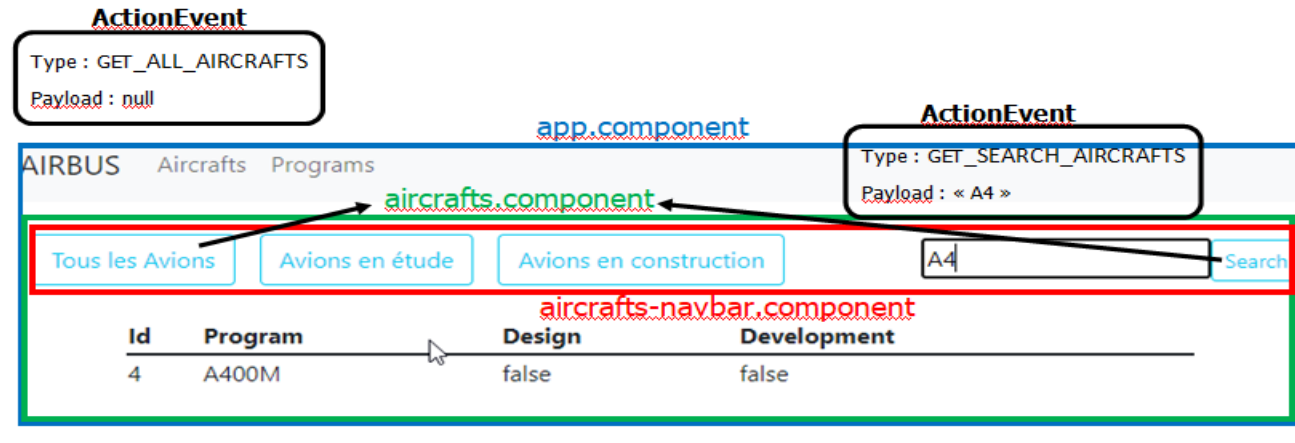 ActionEvent
Type : GET_ALL_AIRCRAFTS
Payload : null
ActionEvent
Type : GET_SEARCH_AIRCRAFTS
Payload : « A4 »
app.component
AIRBUS Aircrafts Programs
aircrafts.component
Tous les Avions Avions en étude Avions en construction A4 Search
aircrafts-navbar.component
Id Program Design Development
4 A400M false false